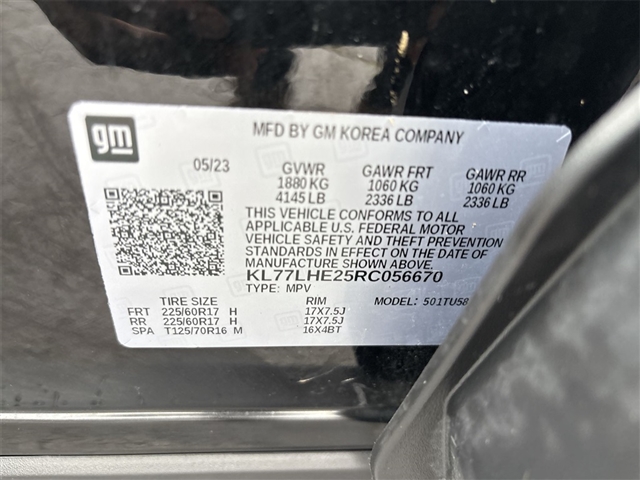 gm
MFD BY GM KOREA COMPANY
05/23 GVWR GAWR FRT GAWR RR
1880 KG 1060 KG 1060 KG
4145 LB 2336 LB 2336 LB
THIS VEHICLE CONFORMS TO ALL
APPLICABLE U.S. FEDERAL MOTOR
VEHICLE SAFETY AND THEFT PREVENTION
STANDARDS IN EFFECT ON THE DATE OF
MANUFACTURE SHOWN ABOVE.
KL77LHE25RC056670
TYPE: MPV MODEL: 501TU58
TIRE SIZE RIM
FRT 225/60R17 H 17X7.5J
RR 225/60R17 H 17X7.5J
SPA T125/70R16 M 16X4BT